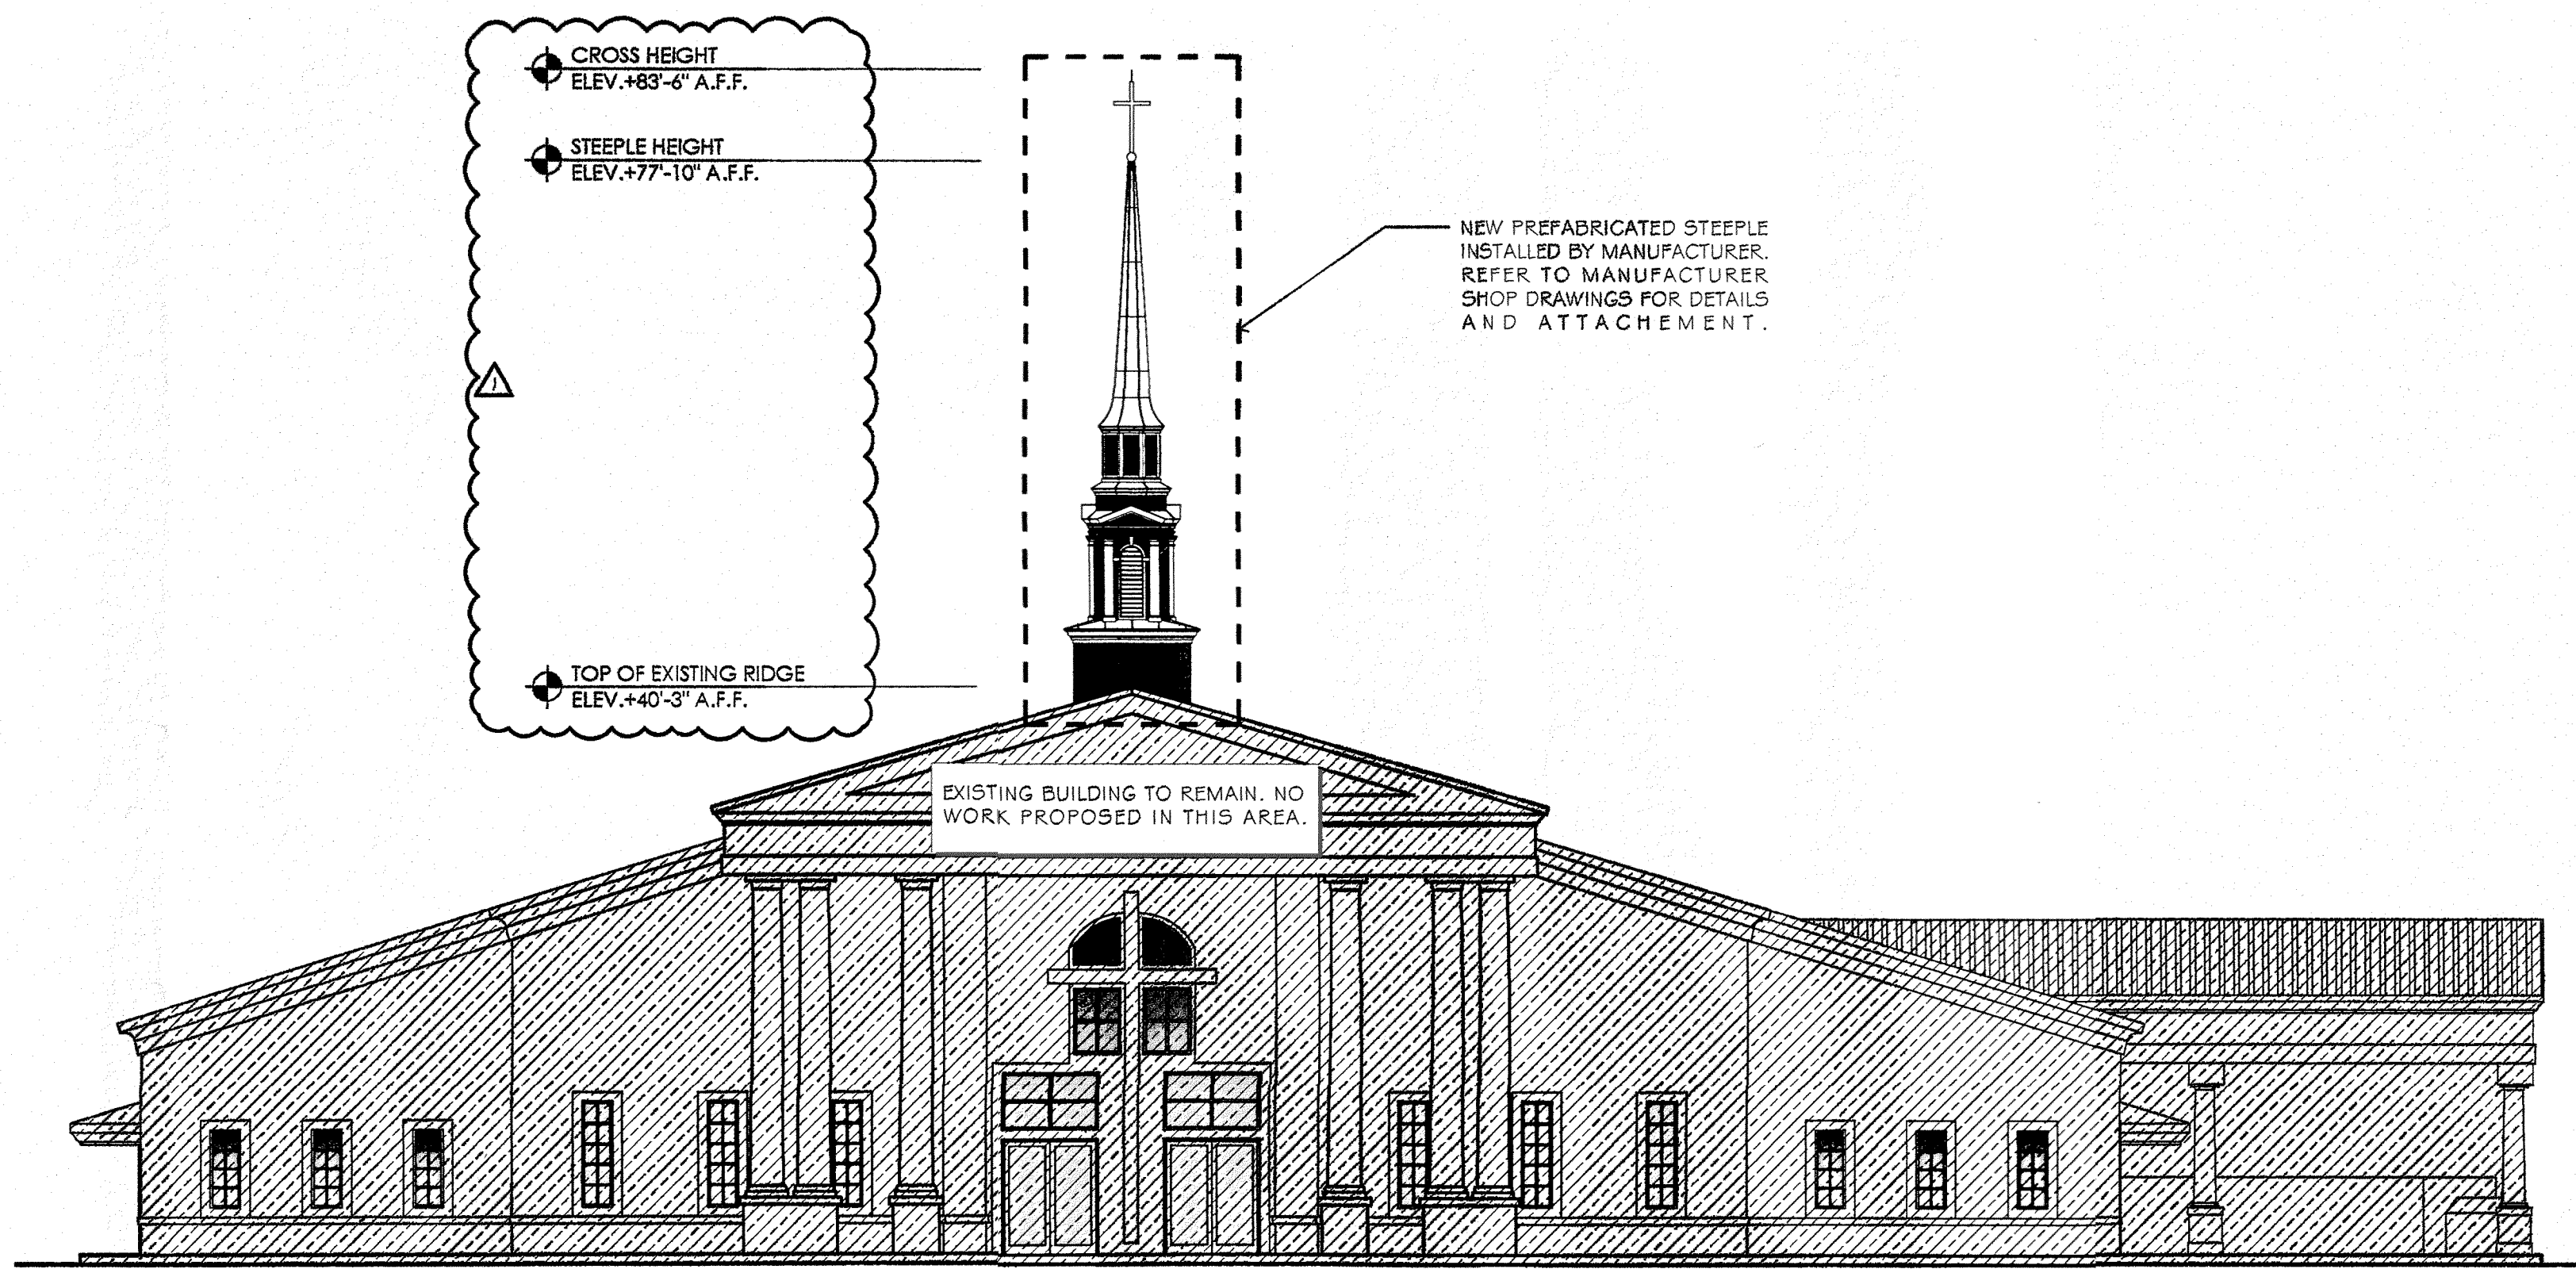 CROSS HEIGHT
ELEV.+83'-6" A.F.F.
STEEPLE HEIGHT
ELEV.+77'-10" A.F.F.
NEW PREFABRICATED STEEPLE
INSTALLED BY MANUFACTURER.
REFER TO MANUFACTURER
SHOP DRAWINGS FOR DETAILS
AND ATTACHEMENT.
1
TOP OF EXISTING RIDGE
ELEV.+40'-3" A.F.F.
EXISTING BUILDING TO REMAIN. NO
WORK PROPOSED IN THIS AREA.